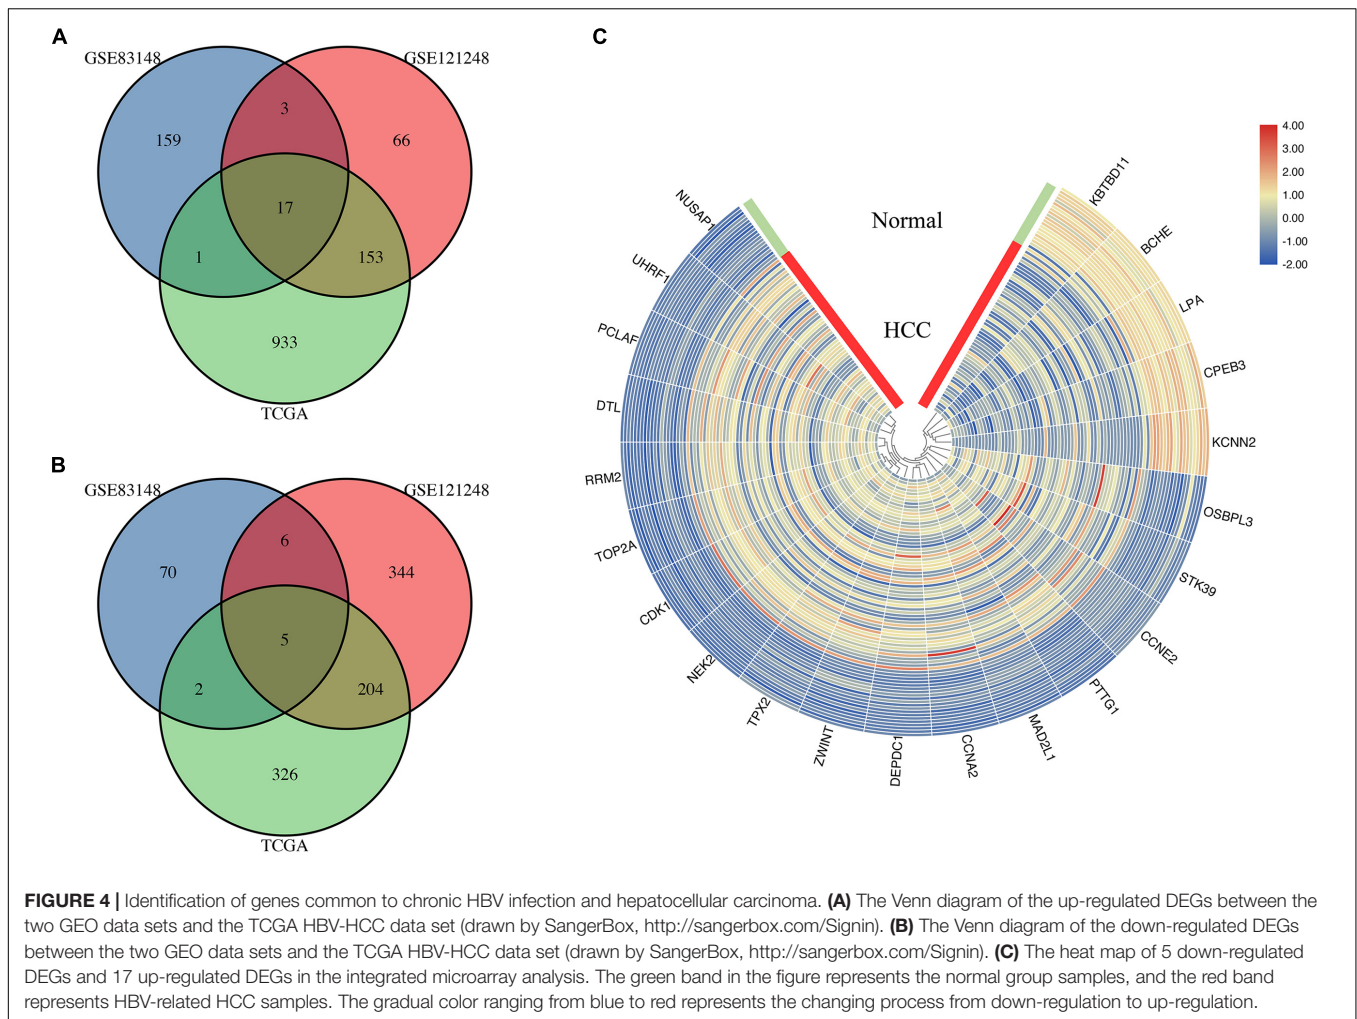 A
GSE83148
GSE121248
3
159
66
17
1
153
933
TCGA
B
GSE83148
GSE121248
6
70
344
5
2
204
326
TCGA
C
Normal
HCC
4.00
3.00
2.00
1.00
0.00
-1.00
-2.00
KBTBD11
BCHE
LPA
CPEB3
KCNN2
OSBPL3
STK39
CCNE2
PTTG1
MAD2L1
CCNA2
DEPDC1
ZWINT
TPX2
NEK2
CDK1
TOP2A
RRM2
DTL
PCLAF
UHRF1
NUSAP1
FIGURE 4 | Identification of genes common to chronic HBV infection and hepatocellular carcinoma. (A) The Venn diagram of the up-regulated DEGs between the
two GEO data sets and the TCGA HBV-HCC data set (drawn by SangerBox, http://sangerbox.com/Signin). (B) The Venn diagram of the down-regulated DEGs
between the two GEO data sets and the TCGA HBV-HCC data set (drawn by SangerBox, http://sangerbox.com/Signin). (C) The heat map of 5 down-regulated
DEGs and 17 up-regulated DEGs in the integrated microarray analysis. The green band in the figure represents the normal group samples, and the red band
represents HBV-related HCC samples. The gradual color ranging from blue to red represents the changing process from down-regulation to up-regulation.